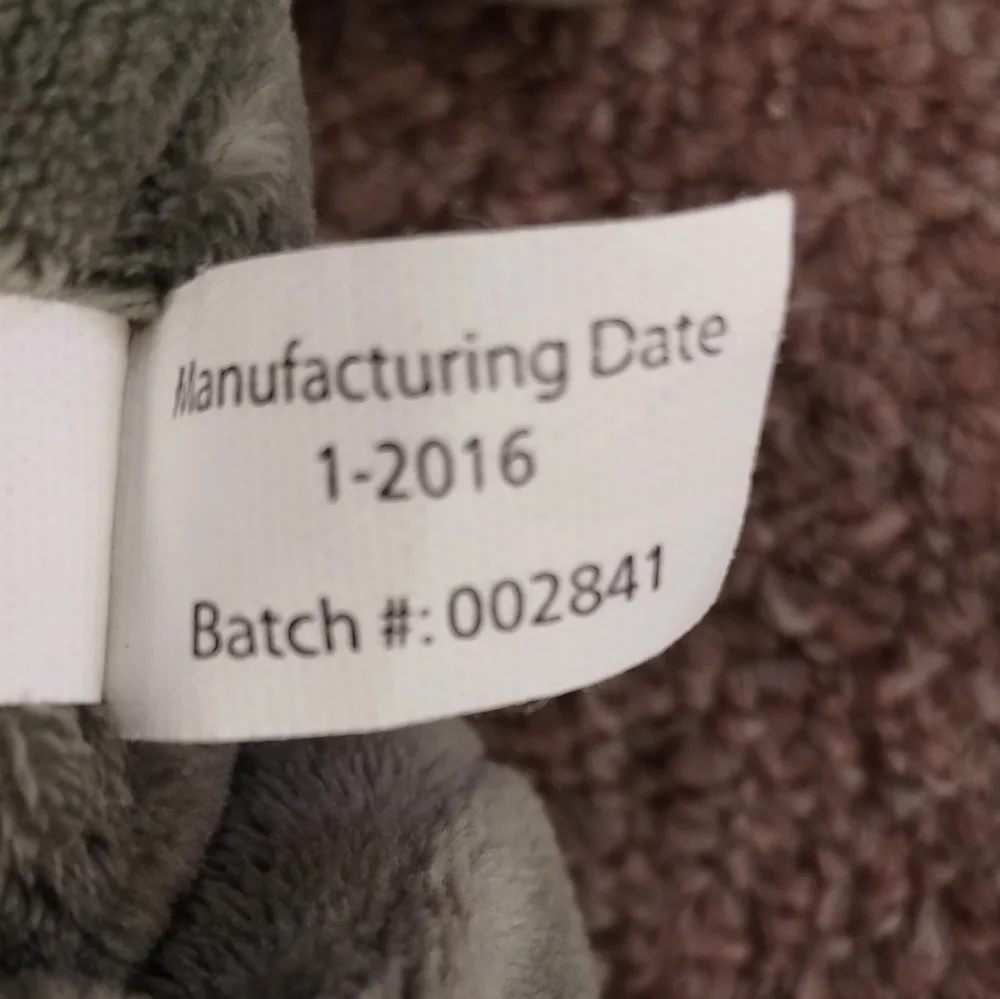 Manufacturing Date
1-2016
Batch #: 002841